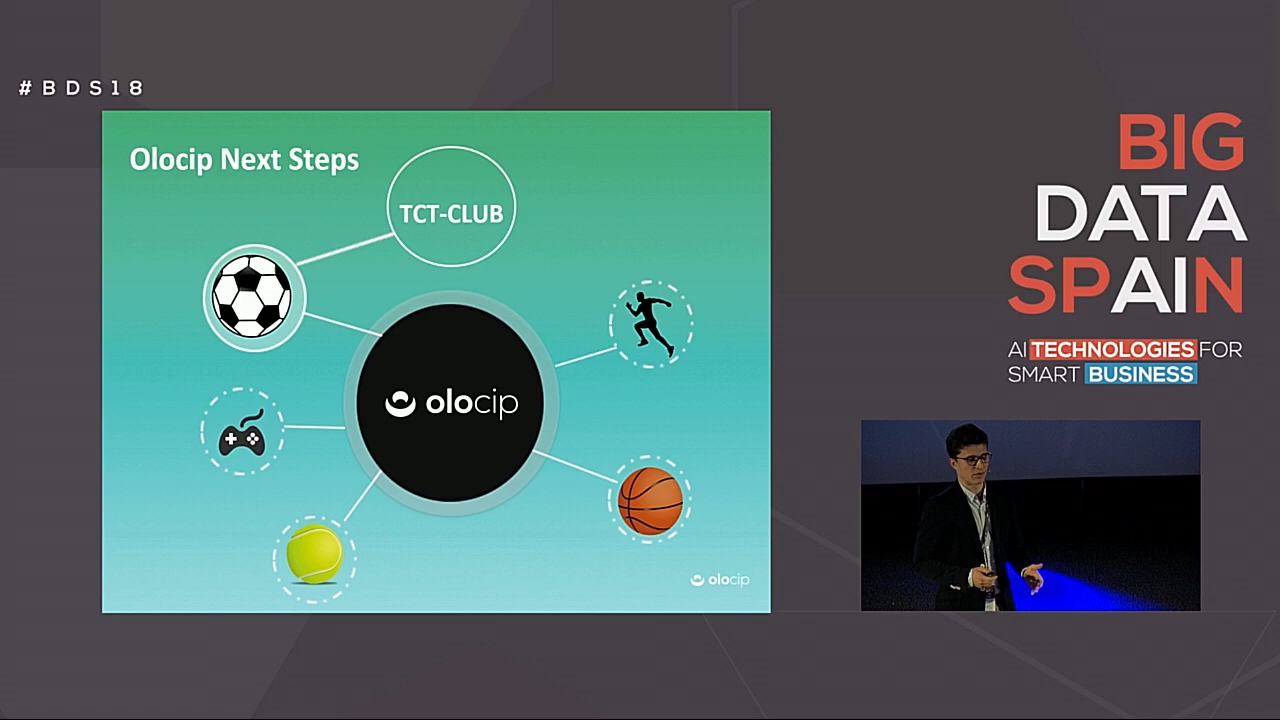 #BDS18
Olocip Next Steps
TCT-CLUB
olocip
olocip
BIG
DATA
SPAIN
AI TECHNOLOGIES FOR
SMART BUSINESS